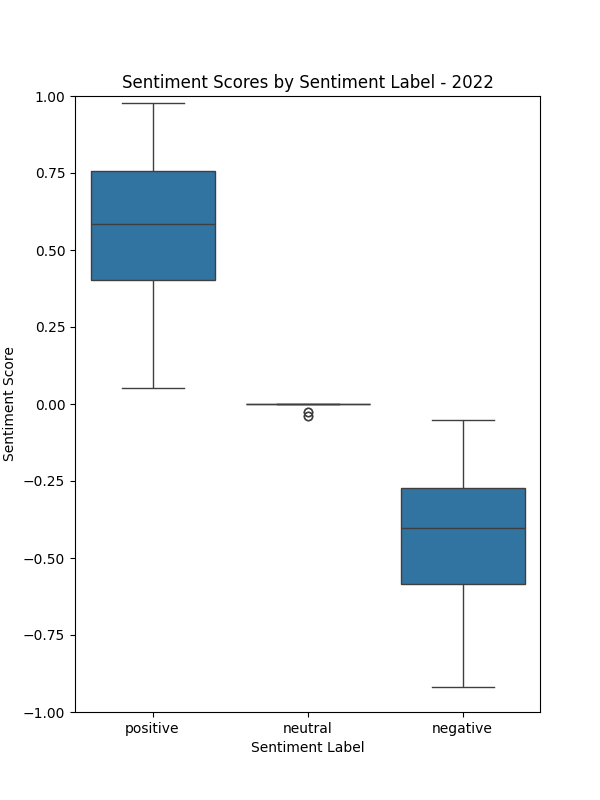 Sentiment Scores by Sentiment Label - 2022
1.00
0.75
0.50
0.25
0.00
−0.25
−0.50
−0.75
−1.00
Sentiment Score
positive neutral negative
Sentiment Label